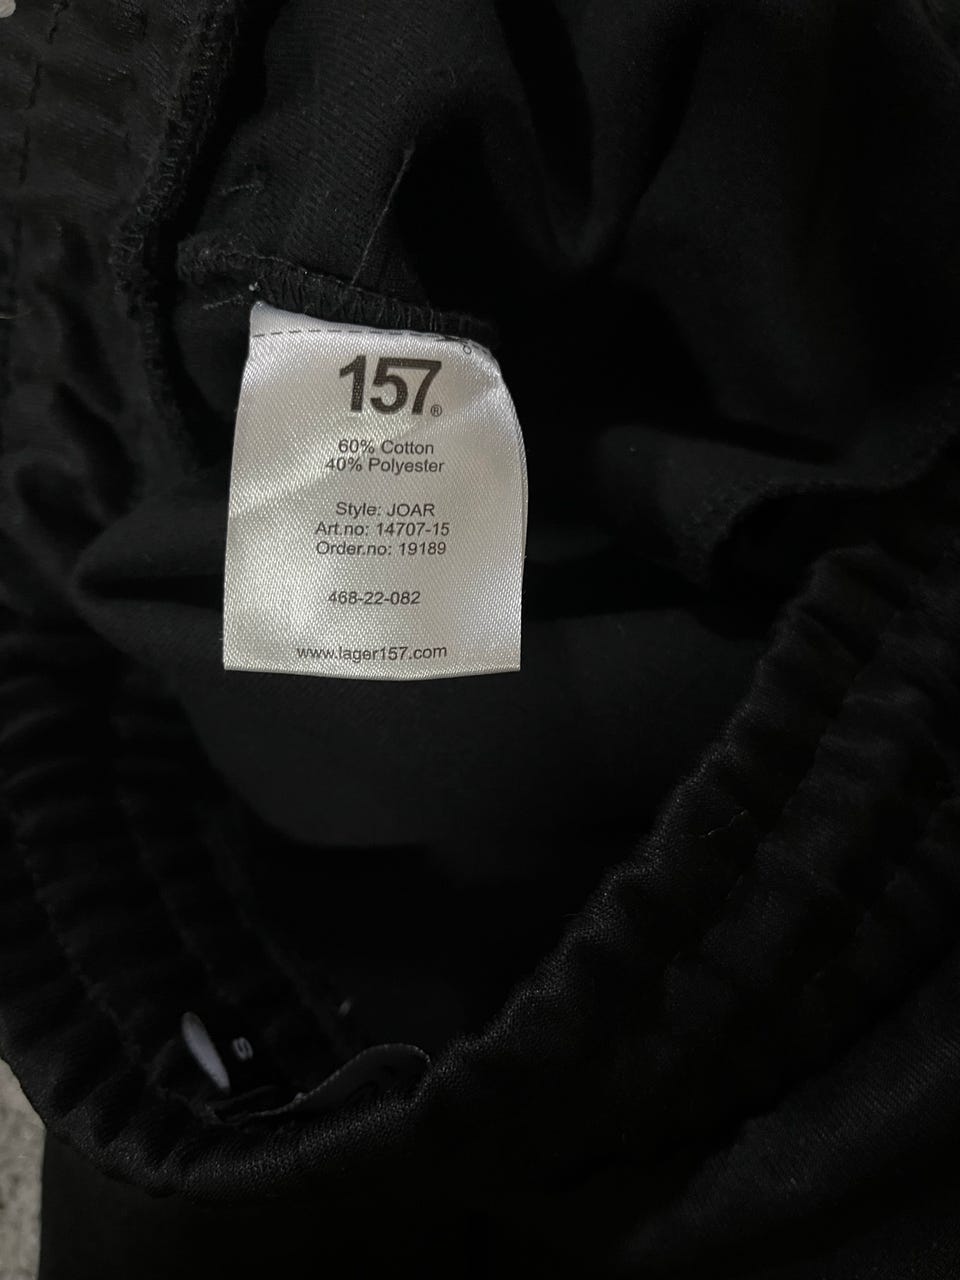 157®
60% Cotton
40% Polyester
Style: JOAR
Art.no: 14707-15
Order.no: 19189
468-22-082
www.lager157.com
S